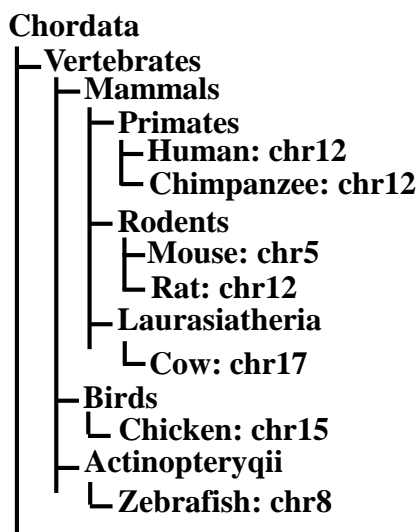 Chordata
Vertebrates
Mammals
Primates
Human: chr12
Chimpanzee: chr12
Rodents
Mouse: chr5
Rat: chr12
Laurasiatheria
Cow: chr17
Birds
Chicken: chr15
Actinopteryqii
Zebrafish: chr8